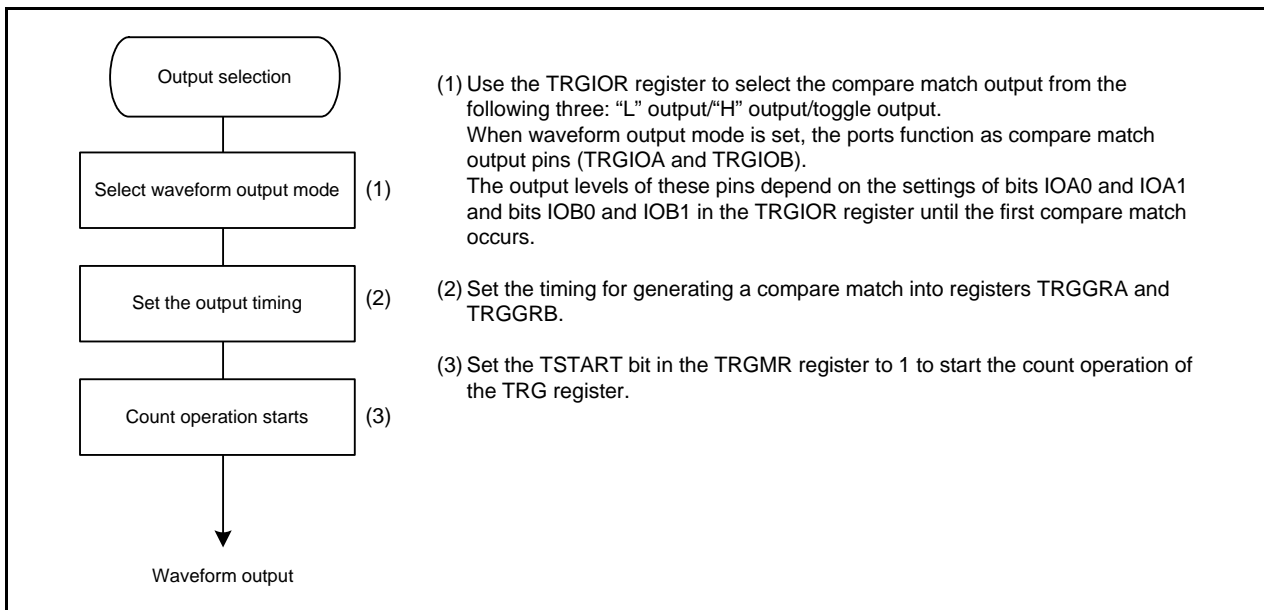 Output selection
Select waveform output mode
(1)
Set the output timing
(2)
Count operation starts
(3)
Waveform output
(1) Use the TRGIOR register to select the compare match output from the
following three: “L” output/“H” output/toggle output.
When waveform output mode is set, the ports function as compare match
output pins (TRGIOA and TRGIOB).
The output levels of these pins depend on the settings of bits IOA0 and IOA1
and bits IOB0 and IOB1 in the TRGIOR register until the first compare match
occurs.
(2) Set the timing for generating a compare match into registers TRGGRA and
TRGGRB.
(3) Set the TSTART bit in the TRGMR register to 1 to start the count operation of
the TRG register.